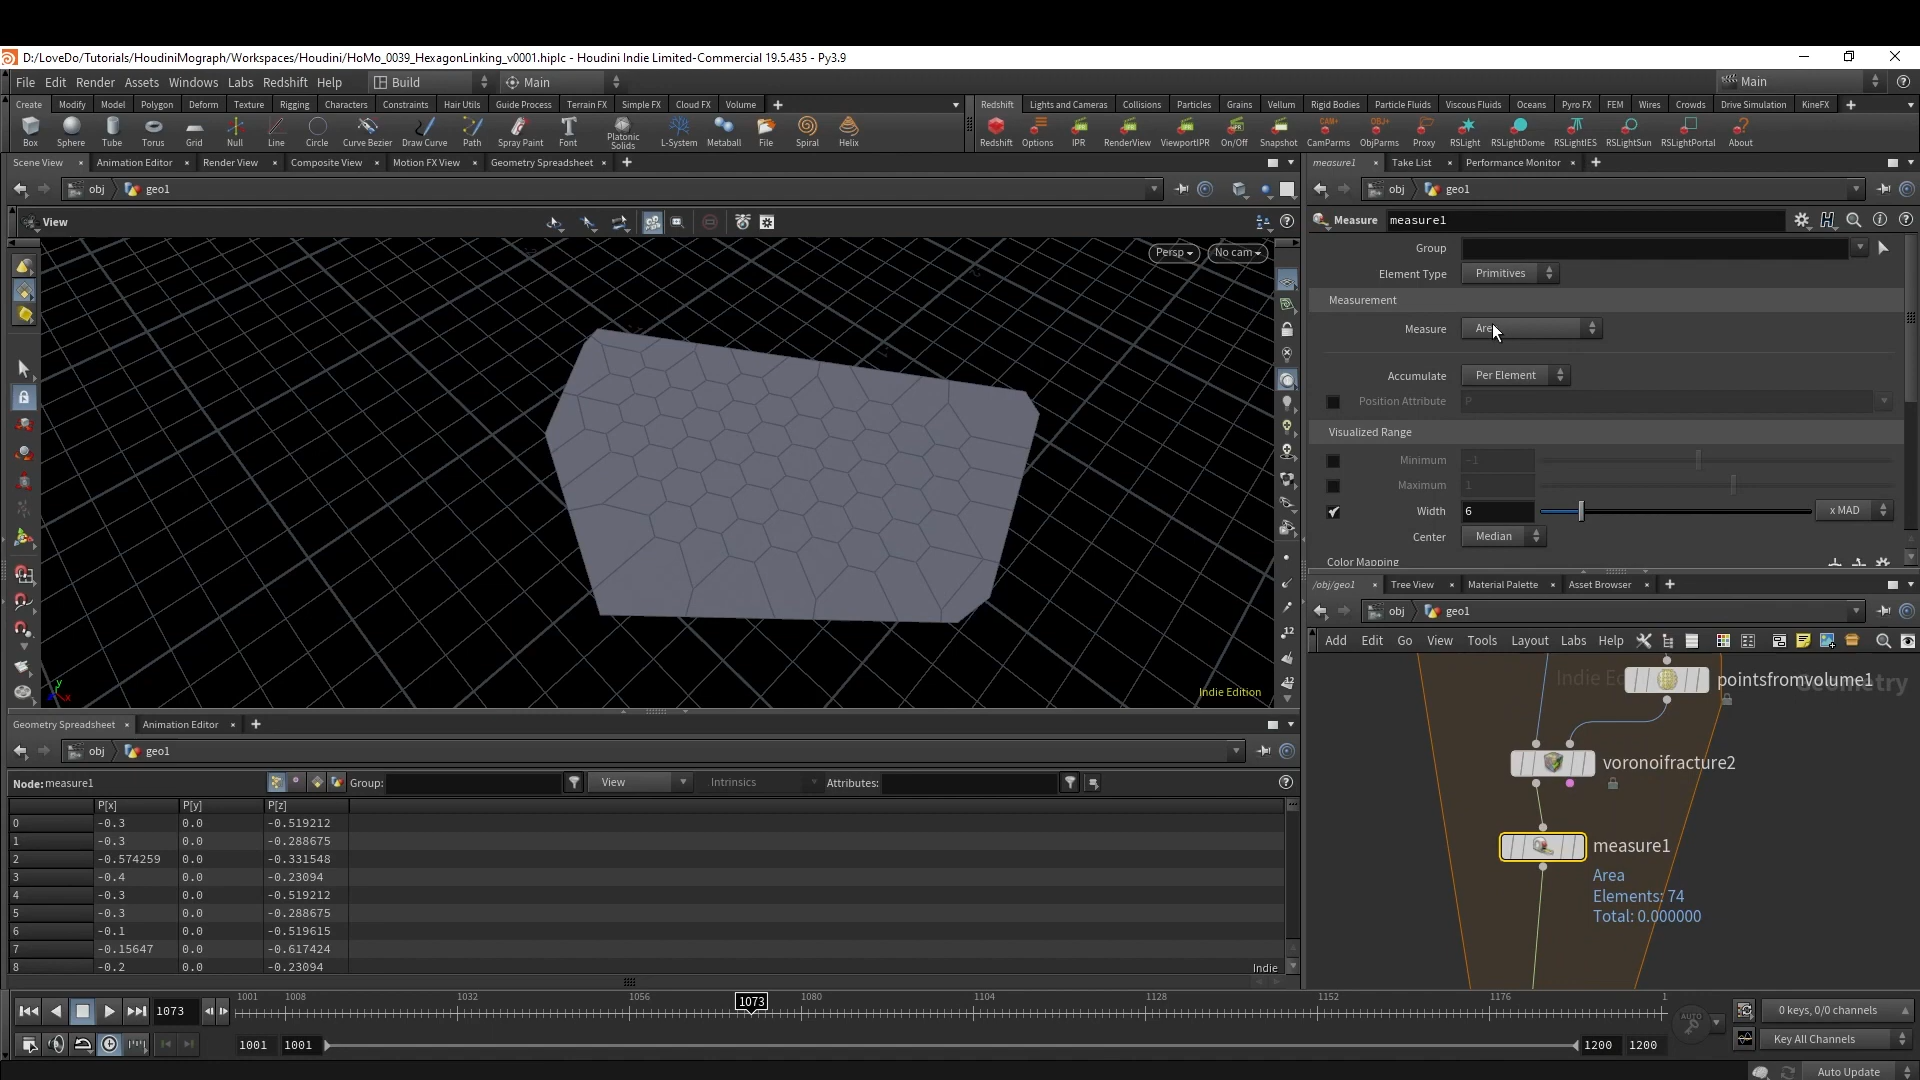 D:/LoveDo/Tutorials/HoudiniMograph/Workspaces/Houdini/HoMo_0039_HexagonLinking_v0001.hiplc - Houdini Indie Limited-Commercial 19.5.435 - Py3.9
File Edit Render Assets Windows Labs Redshift Help Build Main Main
Create Modify Model Polygon Deform Texture Rigging Characters Constraints Hair Utils Guide Process Terrain FX Simple FX Cloud FX Volume
Redshift Lights and Cameras Collisions Particles Grains Vellum Rigid Bodies Particle Fluids Viscous Fluids Oceans Pyro FX FEM Wires Crowds Drive Simulation KineFX
Box Sphere Tube Torus Grid Null Line Circle Curve Bezier Draw Curve Path Spray Paint Font Platonic Solids L-System Metaball File Spiral Helix
Redshift Options IPR RenderView ViewportIPR On/Off Snapshot CamParms ObjParms Proxy RSLight RSLightDome RSLightIES RSLightSun RSLightPortal About
Scene View Animation Editor Render View Composite View Motion FX View Geometry Spreadsheet
measure1 Take List Performance Monitor
obj geo1
obj geo1
View
Measure measure1
Persp No cam
Group
Element Type Primitives
Measurement
Measure Area
Accumulate Per Element
Position Attribute P
Visualized Range
Minimum -1
Maximum 1
Width 6 x MAD
Center Median
Color Mapping
Indie Edition
/obj/geo1 Tree View Material Palette Asset Browser
obj geo1
Add Edit Go View Tools Layout Labs Help
pointsfromvolume1
voronoifracture2
measure1
Area
Elements: 74
Total: 0.000000
Geometry Spreadsheet Animation Editor
obj geo1
Node: measure1 Group: View Intrinsics Attributes:
P[x] P[y] P[z]
0 -0.3 0.0 -0.519212
1 -0.3 0.0 -0.288675
2 -0.574259 0.0 -0.331548
3 -0.4 0.0 -0.23094
4 -0.3 0.0 -0.519212
5 -0.3 0.0 -0.288675
6 -0.1 0.0 -0.519615
7 -0.15647 0.0 -0.617424
8 -0.2 0.0 -0.23094
Indie
1073 1001 1008 1032 1056 1073 1080 1104 1128 1152 1176 1
0 keys, 0/0 channels
1001 1001 1200 1200 Key All Channels
Auto Update